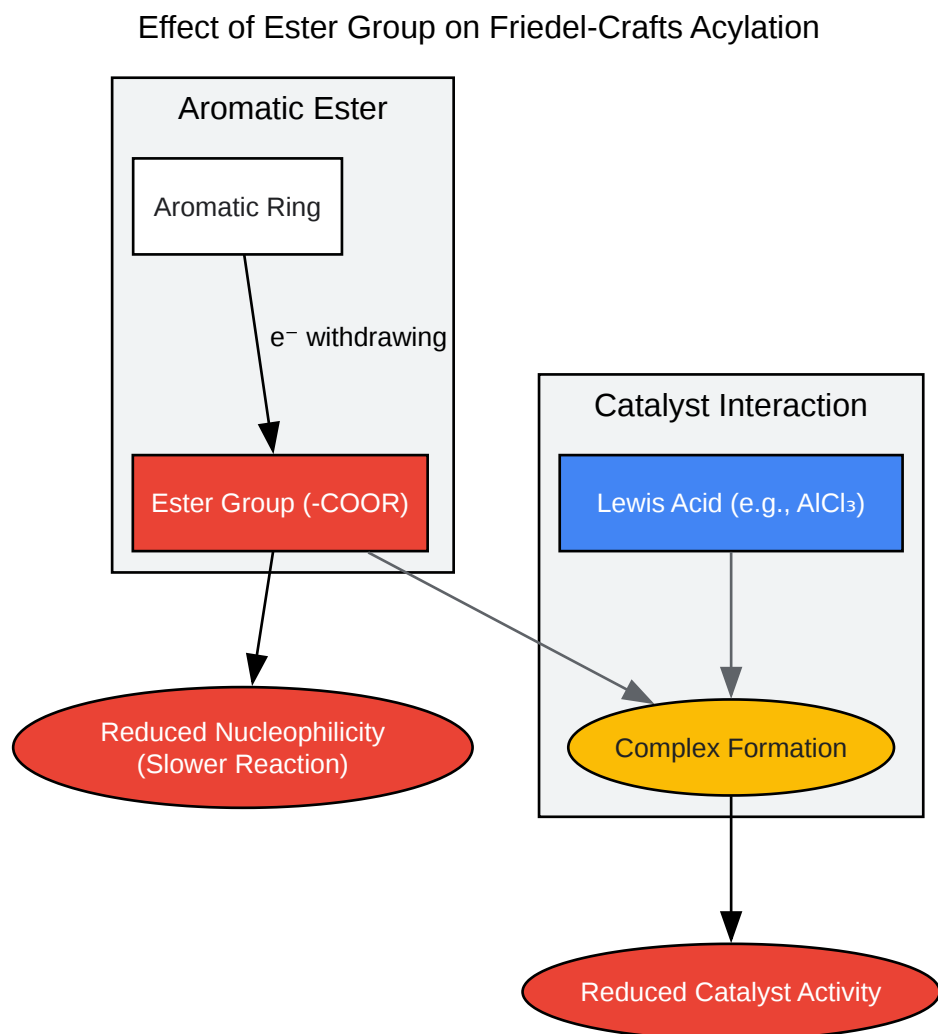 Effect of Ester Group on Friedel-Crafts Acylation
Aromatic Ester
Aromatic Ring
e⁻ withdrawing
Catalyst Interaction
Ester Group (-COOR)
Lewis Acid (e.g., AlCl₃)
Reduced Nucleophilicity
(Slower Reaction)
Complex Formation
Reduced Catalyst Activity